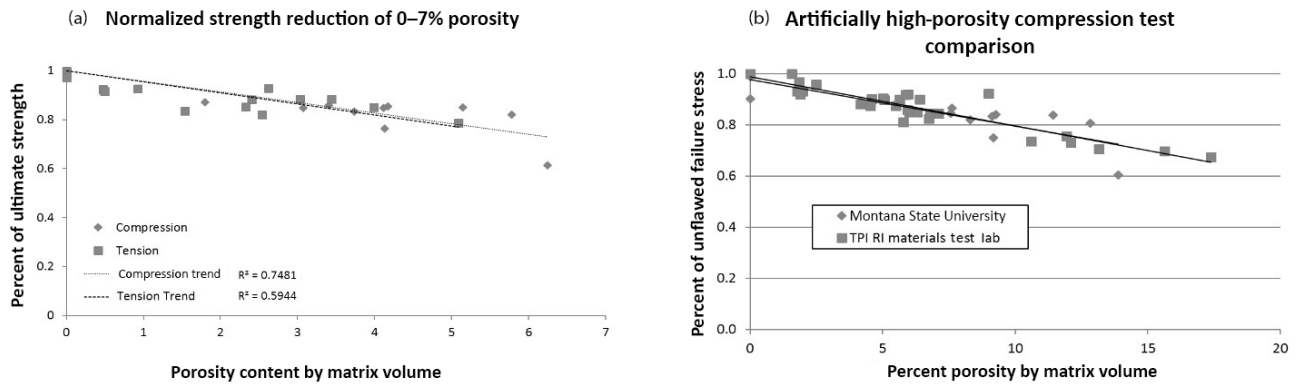 (a) Normalized strength reduction of 0–7% porosity
Percent of ultimate strength
1
0.8
0.6
0.4
0.2
0
Compression
Tension
Compression trend R² = 0.7481
Tension Trend R² = 0.5944
0 1 2 3 4 5 6 7
Porosity content by matrix volume
(b) Artificially high-porosity compression test
comparison
Percent of unflawed failure stress
1.0
0.8
0.6
0.4
0.2
0.0
Montana State University
TPI RI materials test lab
0 5 10 15 20
Percent porosity by matrix volume